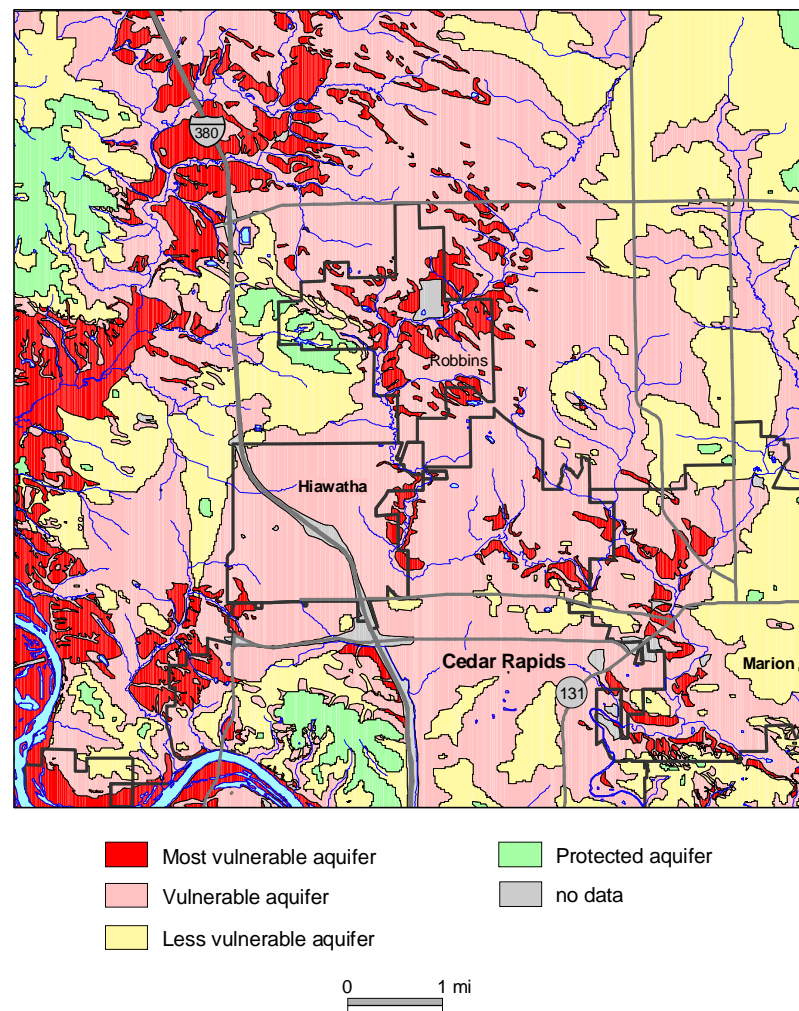 380
Robbins
Hiawatha
Cedar Rapids
Marion
131
Most vulnerable aquifer
Vulnerable aquifer
Less vulnerable aquifer
Protected aquifer
no data
0 1 mi